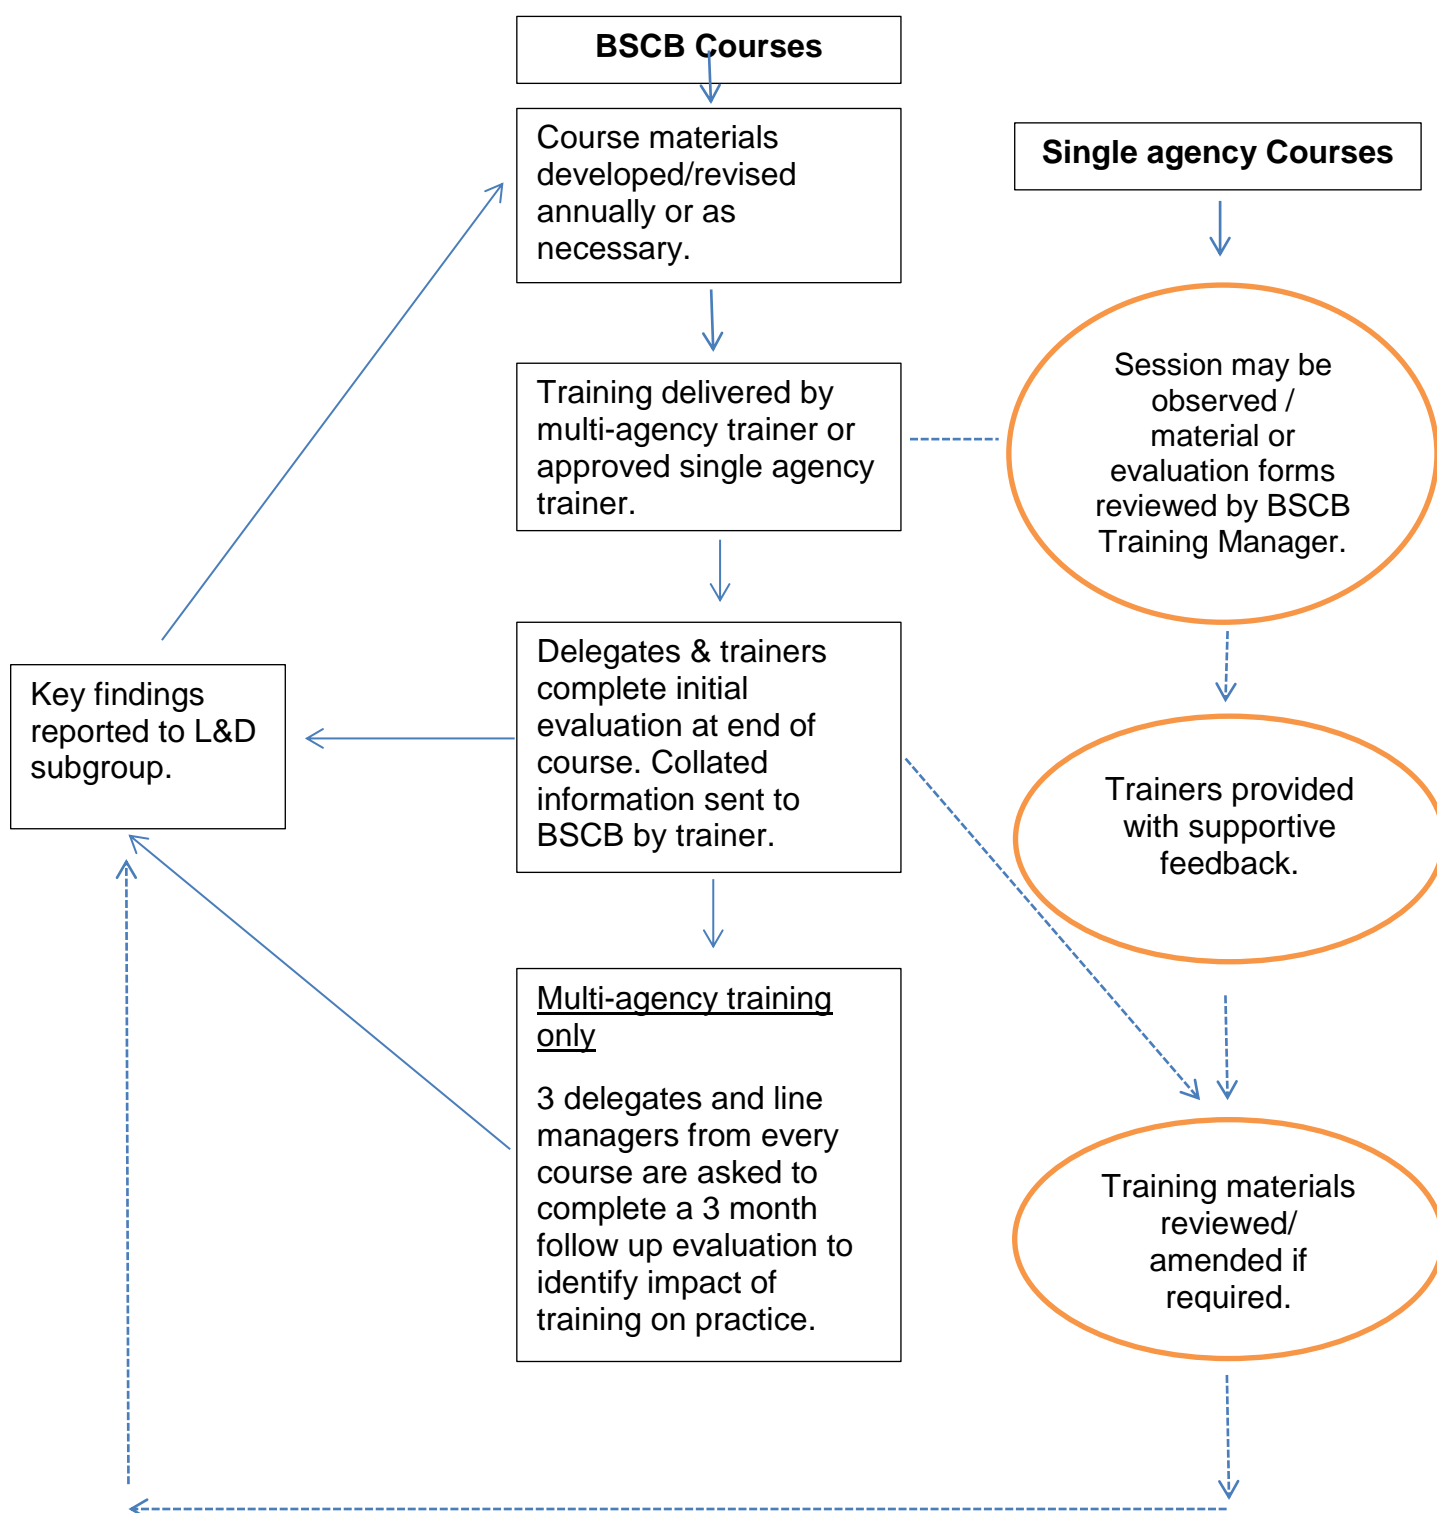 BSCB Courses
Course materials
developed/revised
annually or as
necessary.
Single agency Courses
Training delivered by
multi-agency trainer or
approved single agency
trainer.
Session may be
observed /
material or
evaluation forms
reviewed by BSCB
Training Manager.
Delegates & trainers
complete initial
evaluation at end of
course. Collated
information sent to
BSCB by trainer.
Key findings
reported to L&D
subgroup.
Trainers provided
with supportive
feedback.
Multi-agency training
only
3 delegates and line
managers from every
course are asked to
complete a 3 month
follow up evaluation to
identify impact of
training on practice.
Training materials
reviewed/
amended if
required.